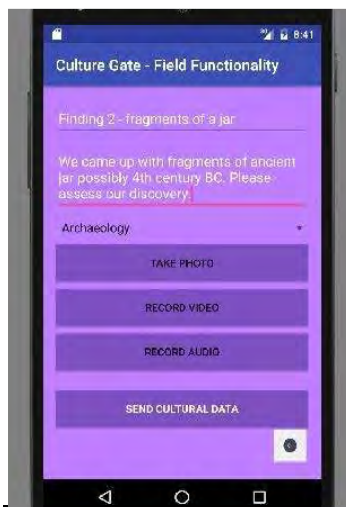 8:41
Culture Gate - Field Functionality
Finding 2 - fragments of a jar
We came up with fragments of ancient
jar possibly 4th century BC. Please
assess our discovery.
Archaeology
TAKE PHOTO
RECORD VIDEO
RECORD AUDIO
SEND CULTURAL DATA